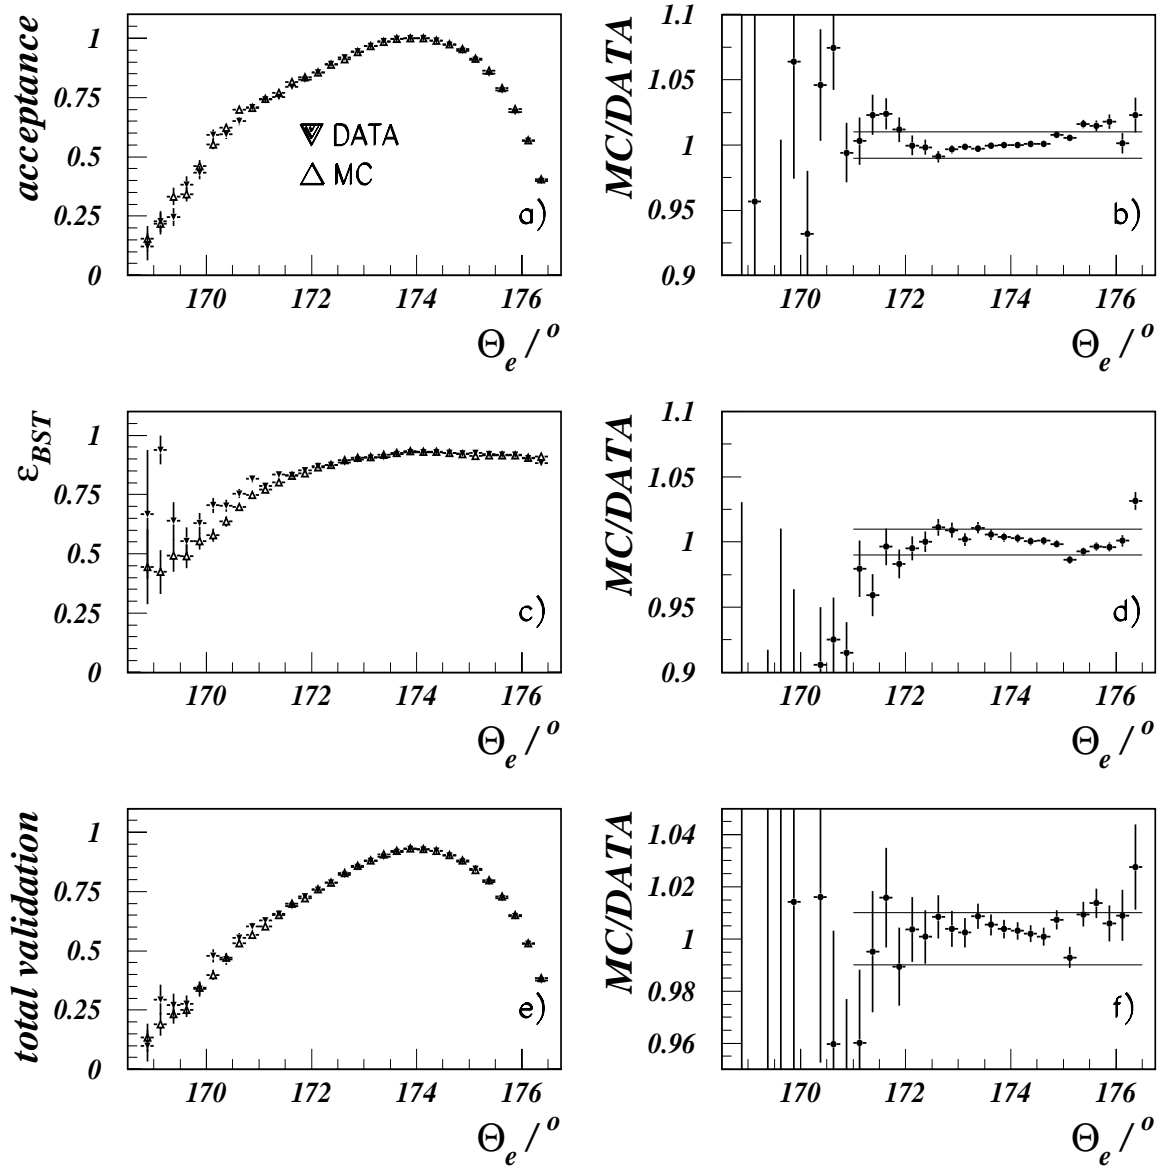 acceptance
1
0.75
0.5
0.25
0
DATA
MC
a)
170 172 174 176
Θe/o
MC/DATA
1.1
1.05
1
0.95
0.9
b)
170 172 174 176
Θe/o
εBST
1
0.75
0.5
0.25
0
c)
170 172 174 176
Θe/o
MC/DATA
1.1
1.05
1
0.95
0.9
d)
170 172 174 176
Θe/o
total validation
1
0.75
0.5
0.25
0
e)
170 172 174 176
Θe/o
MC/DATA
1.04
1.02
1
0.98
0.96
f)
170 172 174 176
Θe/o